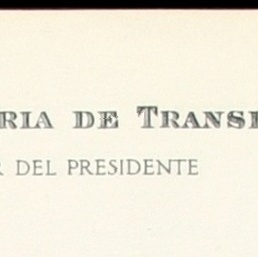 RIA DE TRANS
R DEL PRESIDENTE